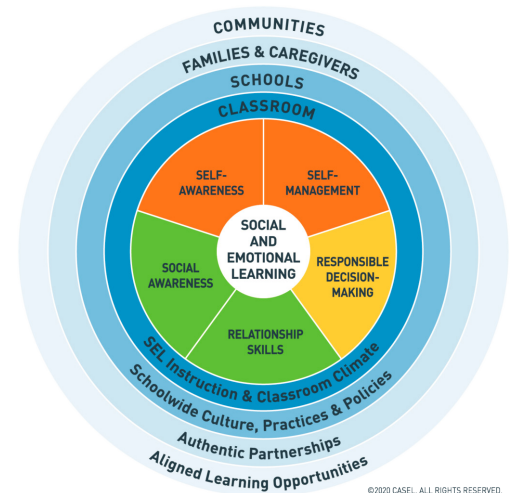 COMMUNITIES
FAMILIES & CAREGIVERS
SCHOOLS
CLASSROOM
SELF-
AWARENESS
SELF-
MANAGEMENT
SOCIAL
AND
EMOTIONAL
LEARNING
SOCIAL
AWARENESS
RESPONSIBLE
DECISION-
MAKING
RELATIONSHIP
SKILLS
SEL Instruction & Classroom Climate
Schoolwide Culture, Practices & Policies
Authentic Partnerships
Aligned Learning Opportunities
©2020 CASEL. ALL RIGHTS RESERVED.